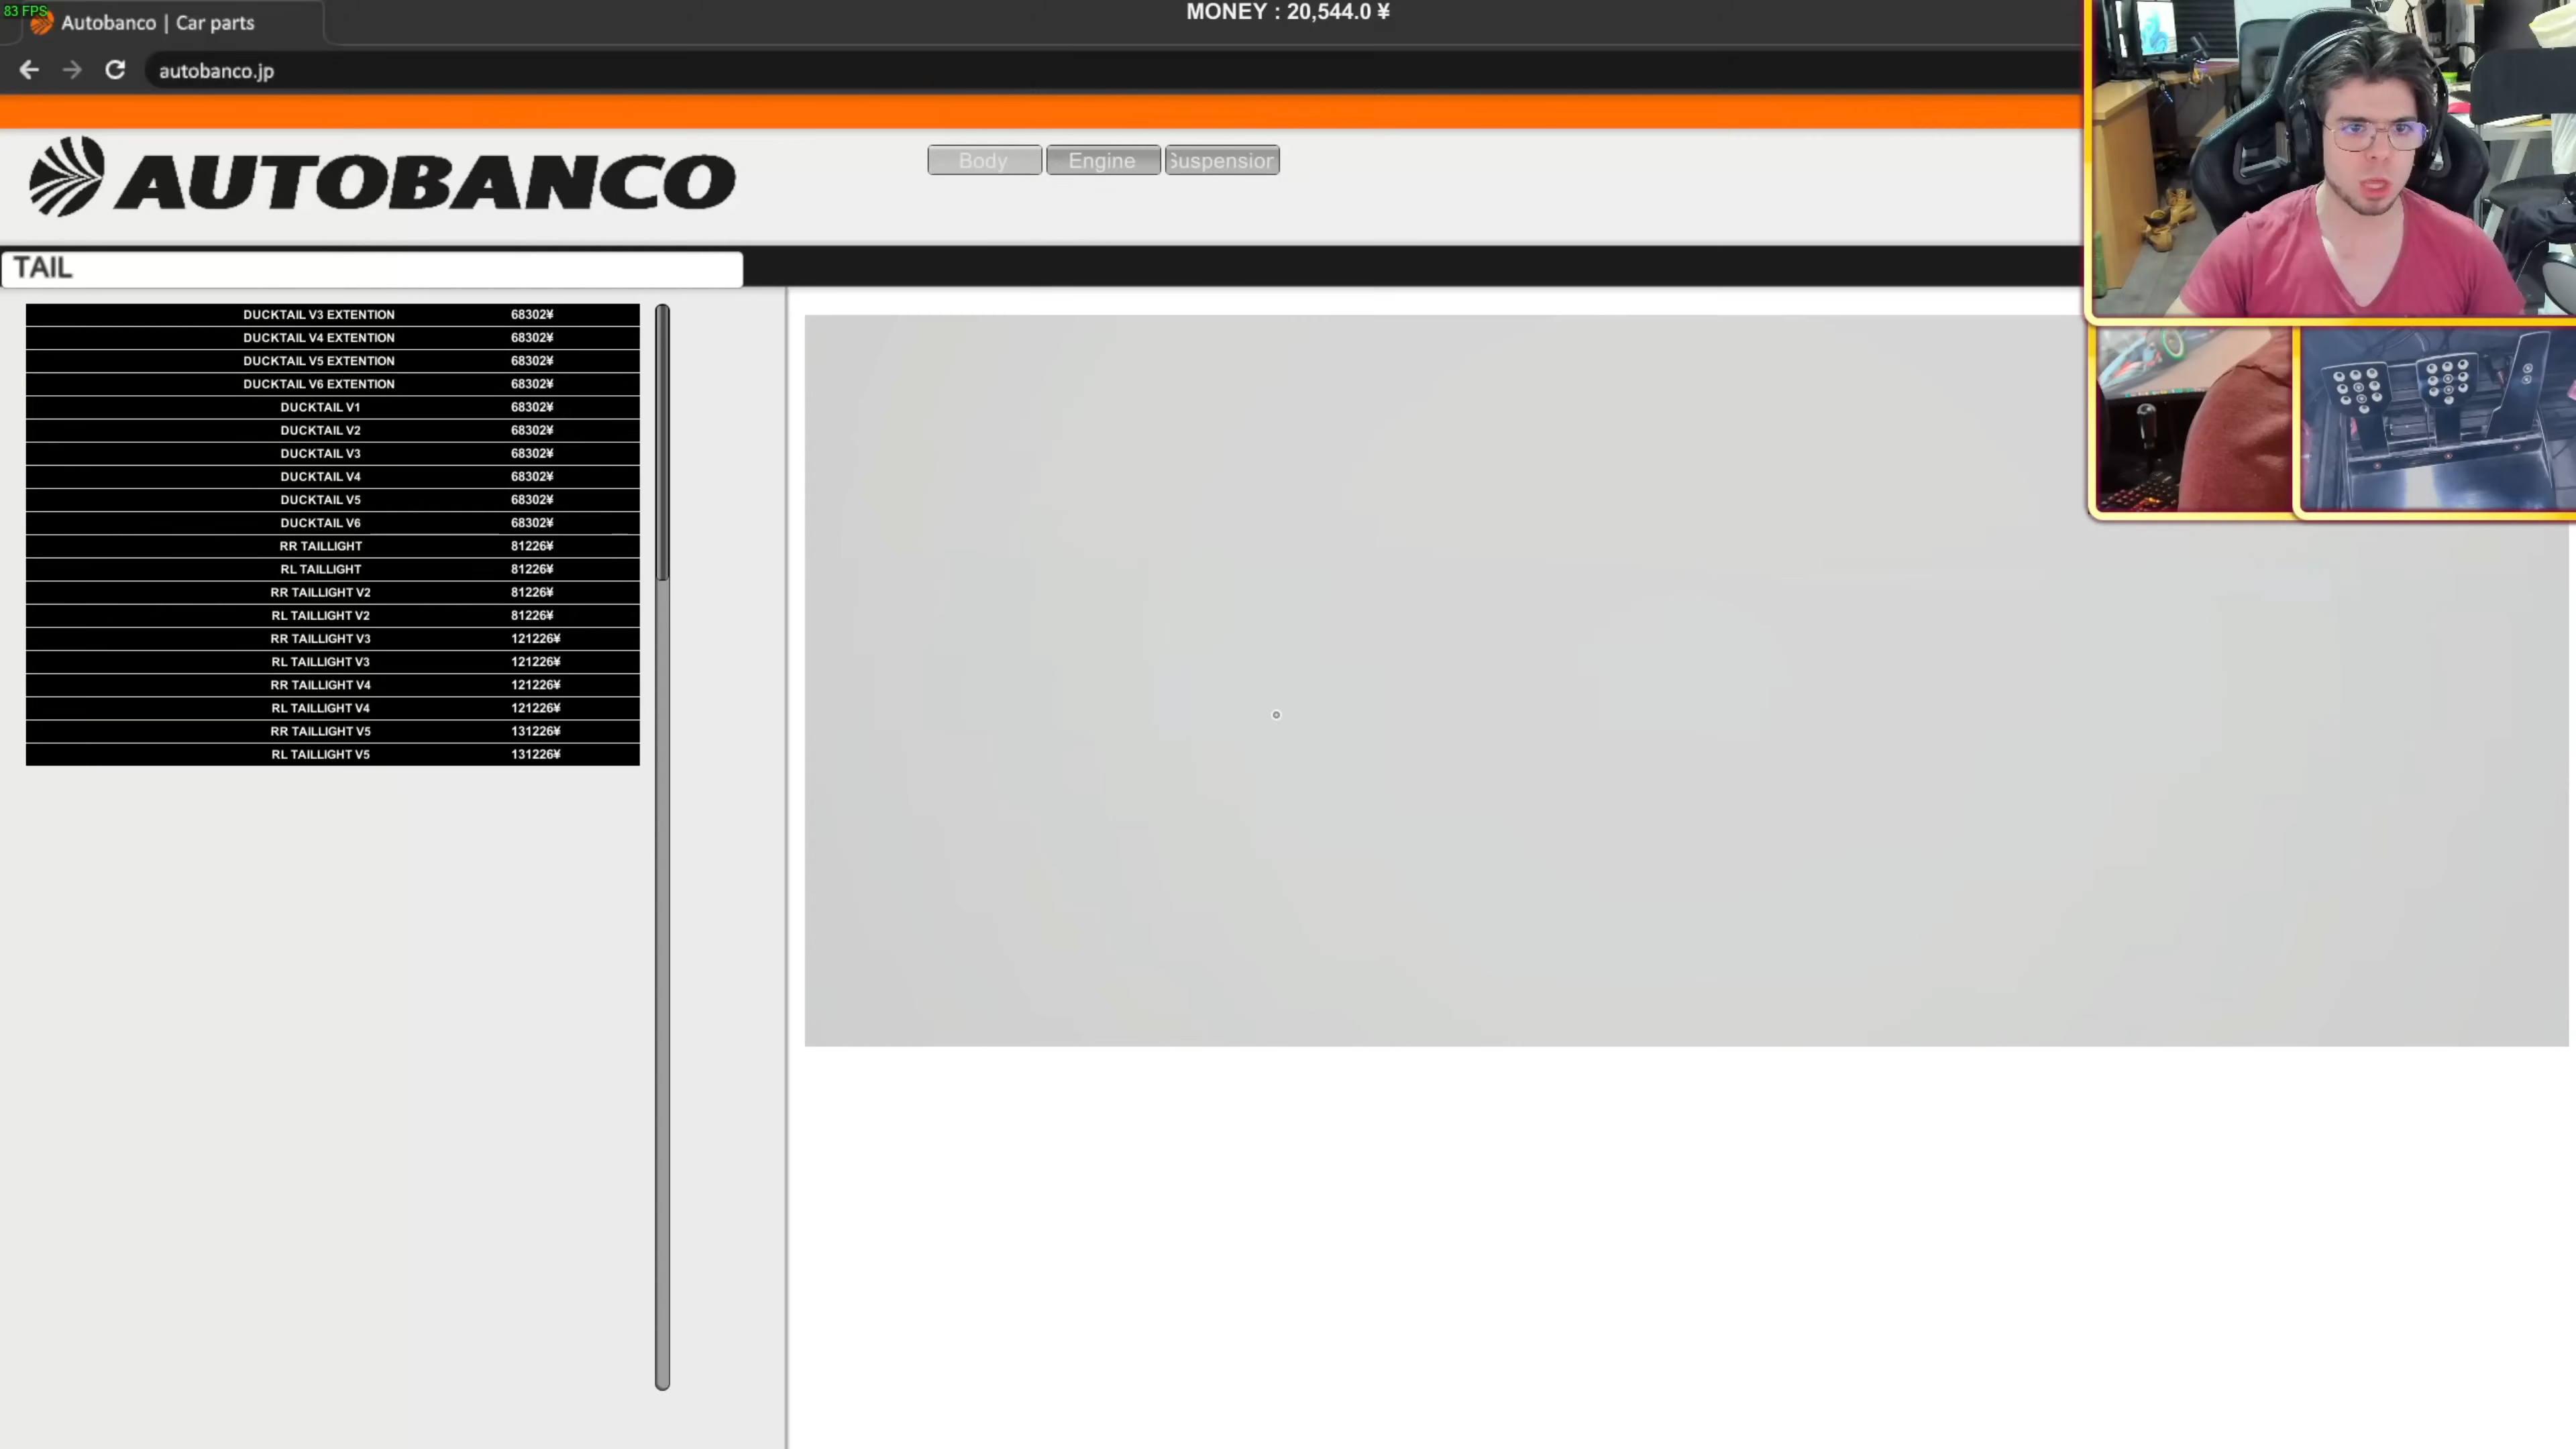 83 FPS
Autobanco | Car parts
MONEY : 20,544.0 ¥
autobanco.jp
AUTOBANCO
Body Engine Suspension
TAIL
DUCKTAIL V3 EXTENTION 68302¥
DUCKTAIL V4 EXTENTION 68302¥
DUCKTAIL V5 EXTENTION 68302¥
DUCKTAIL V6 EXTENTION 68302¥
DUCKTAIL V1 68302¥
DUCKTAIL V2 68302¥
DUCKTAIL V3 68302¥
DUCKTAIL V4 68302¥
DUCKTAIL V5 68302¥
DUCKTAIL V6 68302¥
RR TAILLIGHT 81226¥
RL TAILLIGHT 81226¥
RR TAILLIGHT V2 81226¥
RL TAILLIGHT V2 81226¥
RR TAILLIGHT V3 121226¥
RL TAILLIGHT V3 121226¥
RR TAILLIGHT V4 121226¥
RL TAILLIGHT V4 121226¥
RR TAILLIGHT V5 131226¥
RL TAILLIGHT V5 131226¥